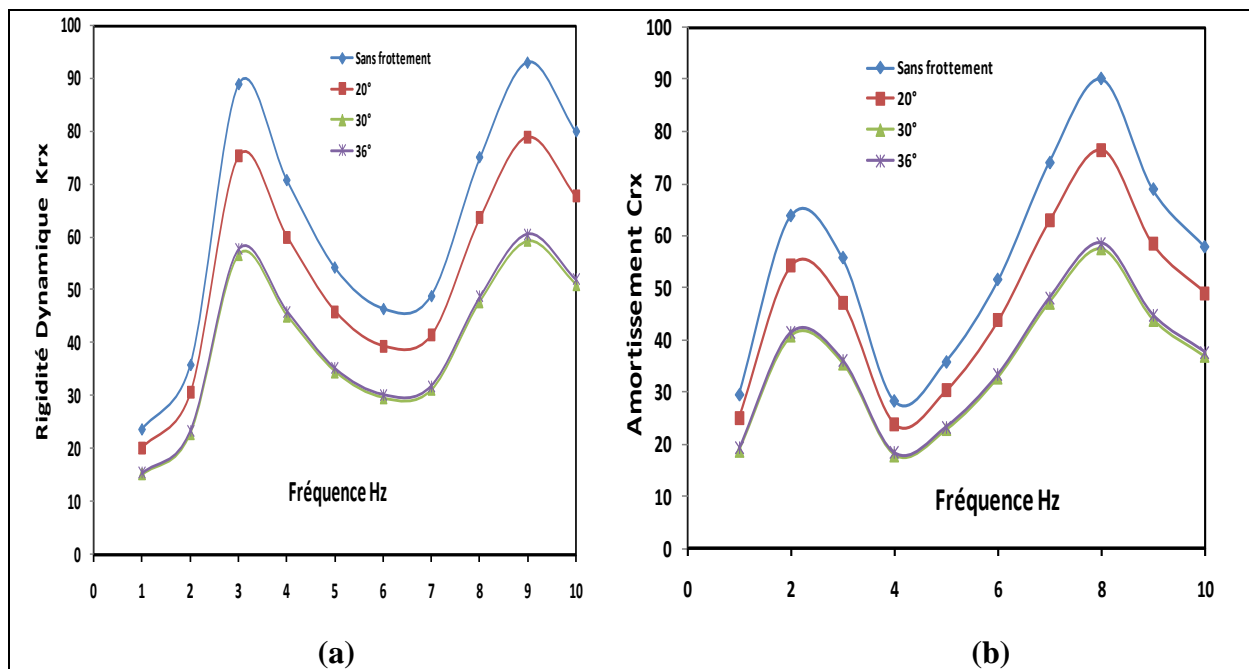 Rigidité Dynamique Krx
100
90
80
70
60
50
40
30
20
10
0
Sans frottement
20°
30°
36°
Fréquence Hz
0 1 2 3 4 5 6 7 8 9 10
(a)
Amortissement Crx
100
90
80
70
60
50
40
30
20
10
0
Sans frottement
20°
30°
36°
Fréquence Hz
0 2 4 6 8 10
(b)